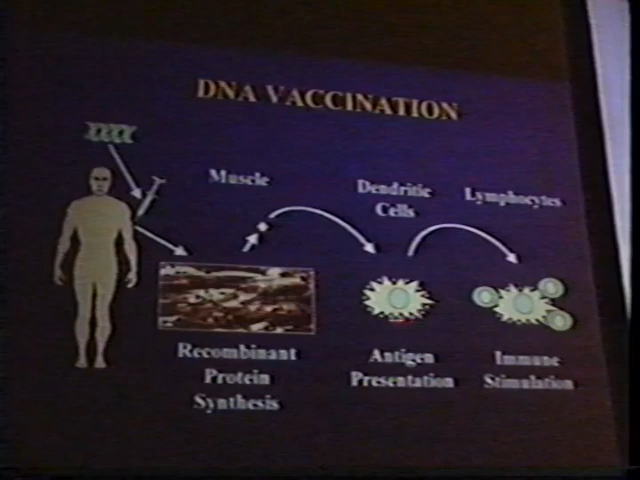 DNA VACCINATION
Muscle
Dendritic
Cells
Lymphocytes
Recombinant
Protein
Synthesis
Antigen
Presentation
Immune
Stimulation